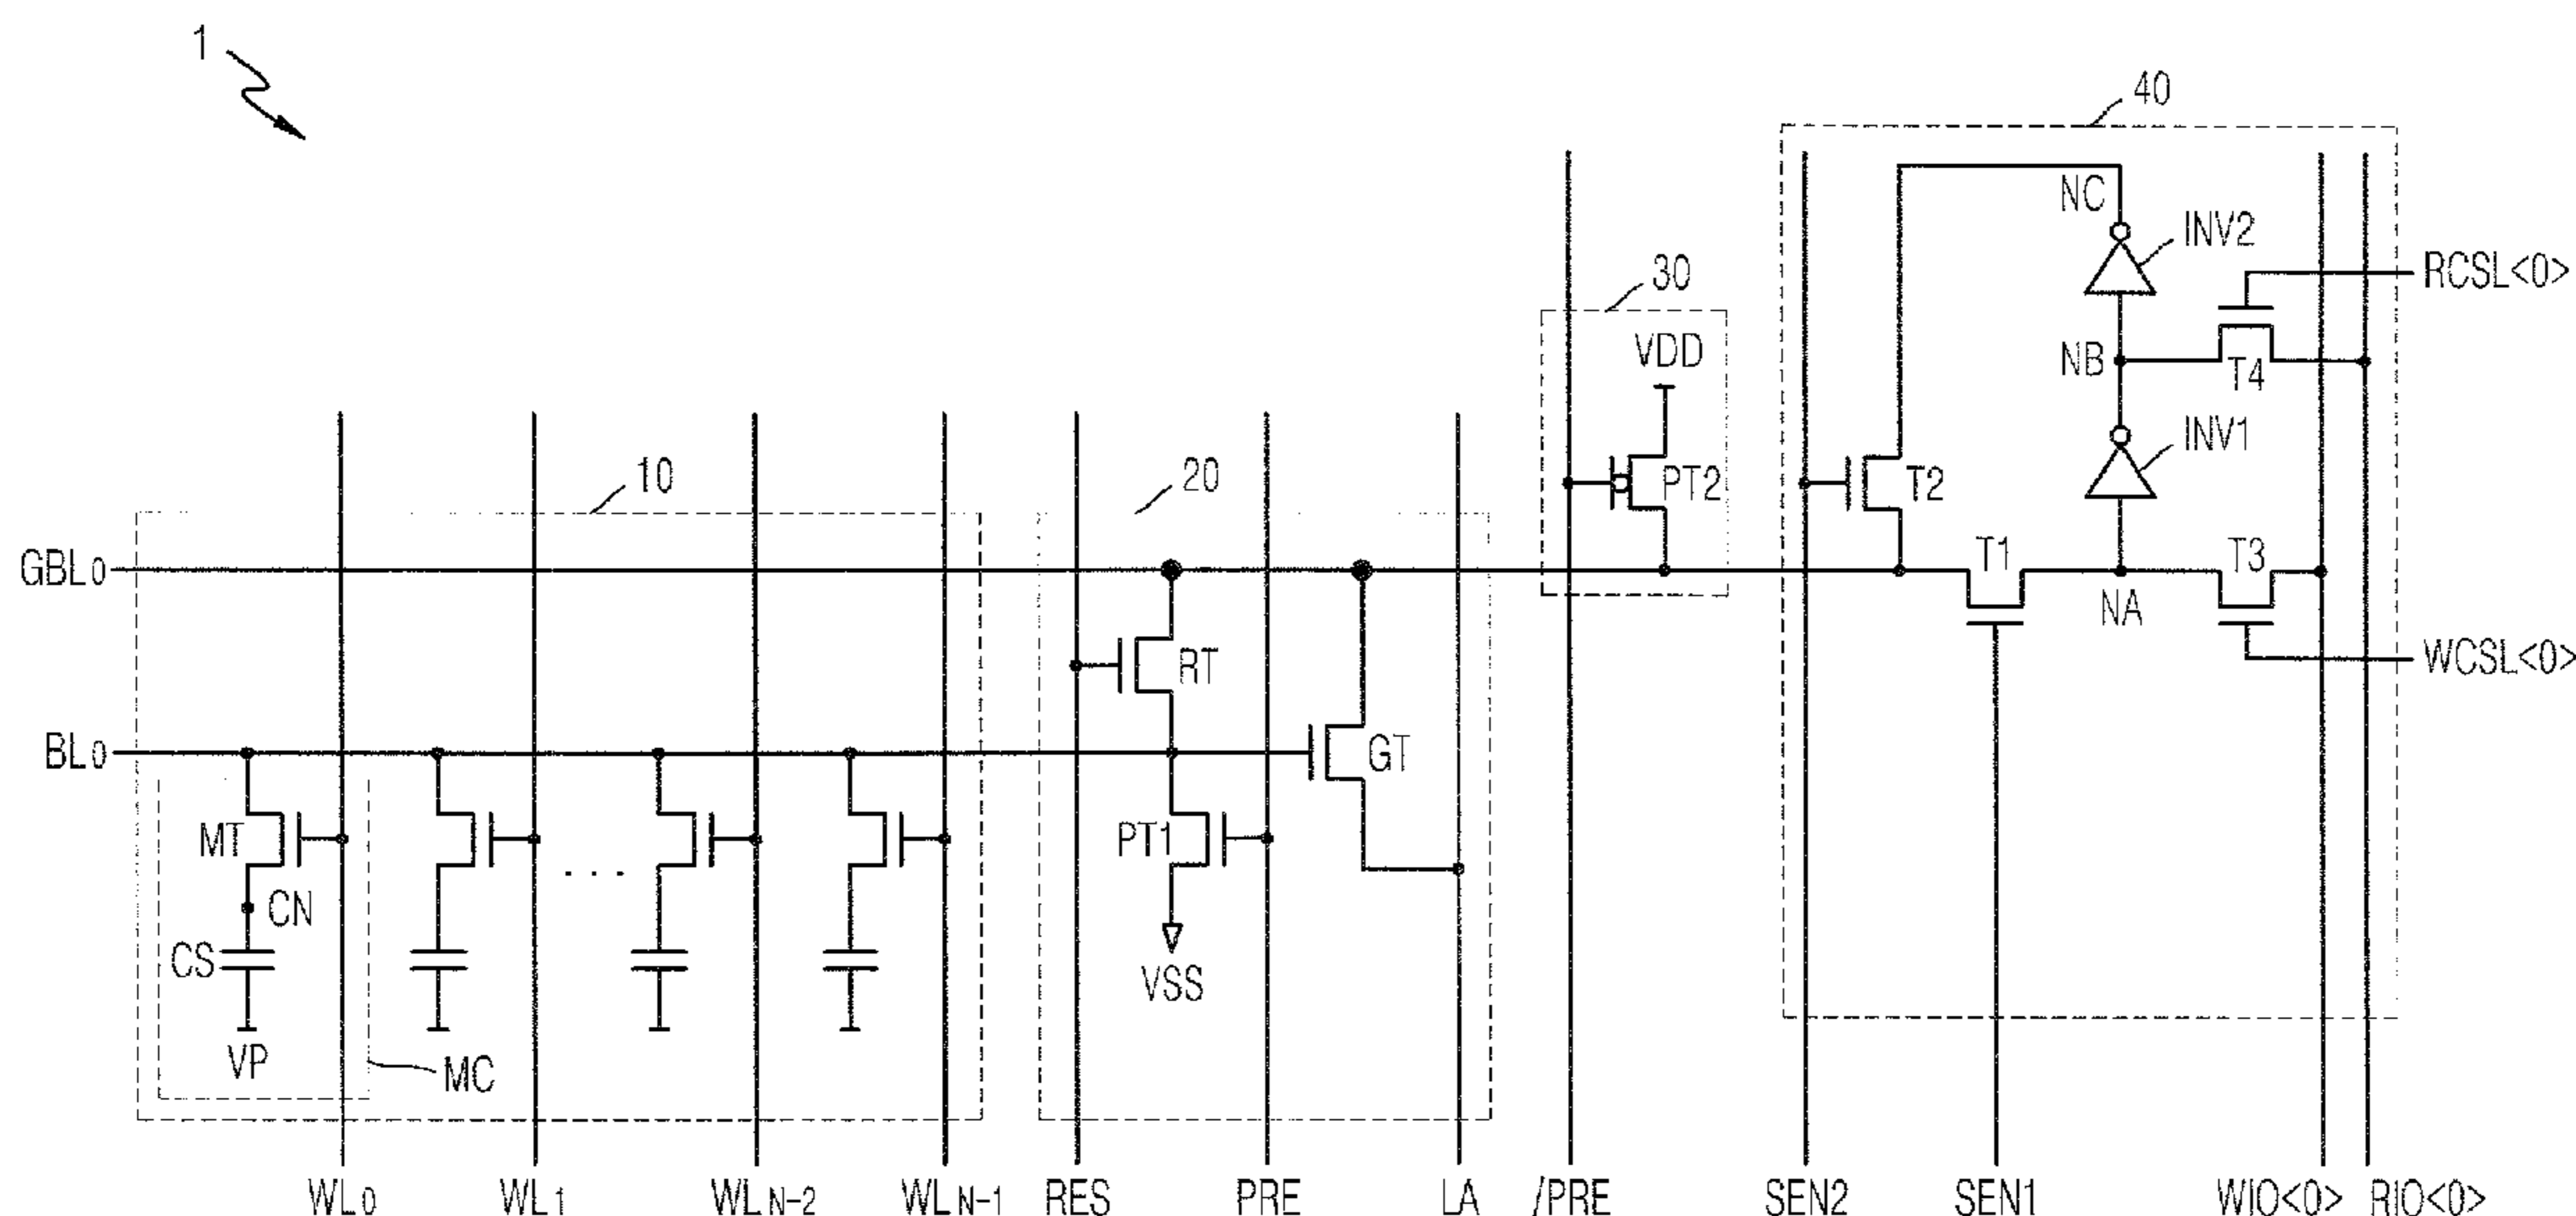 1
40
NC
INV2
RCSL<0>
30
VDD
NB
T4
INV1
10
20
PT2
T2
GBL0
T1
T3
NA
RT
WCSL<0>
BL0
GT
MT
PT1
CN
. . .
CS
VSS
VP
MC
WL0
WL1
WLN-2
WLN-1
RES
PRE
LA
/PRE
SEN2
SEN1
WIO<0>
RIO<0>